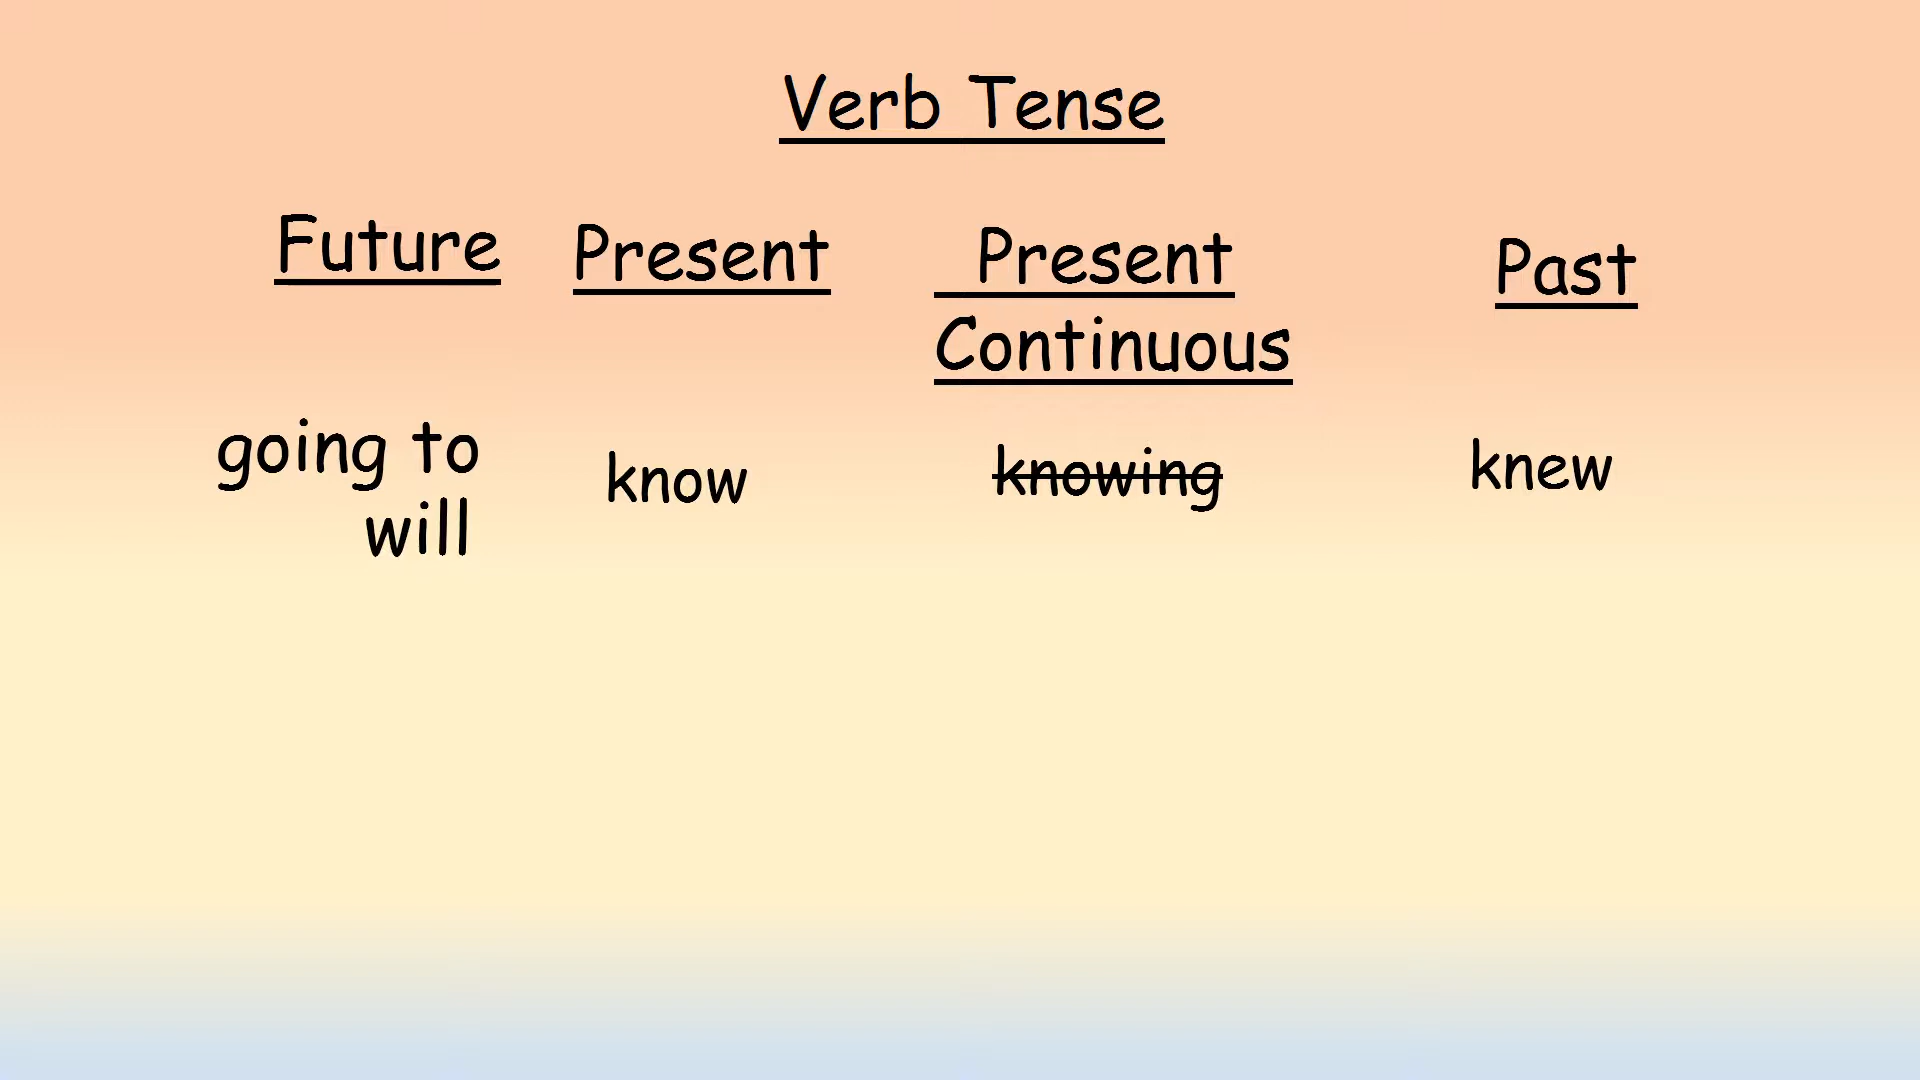 Verb Tense
Future Present Present Past
Continuous
going to know knowing knew
will